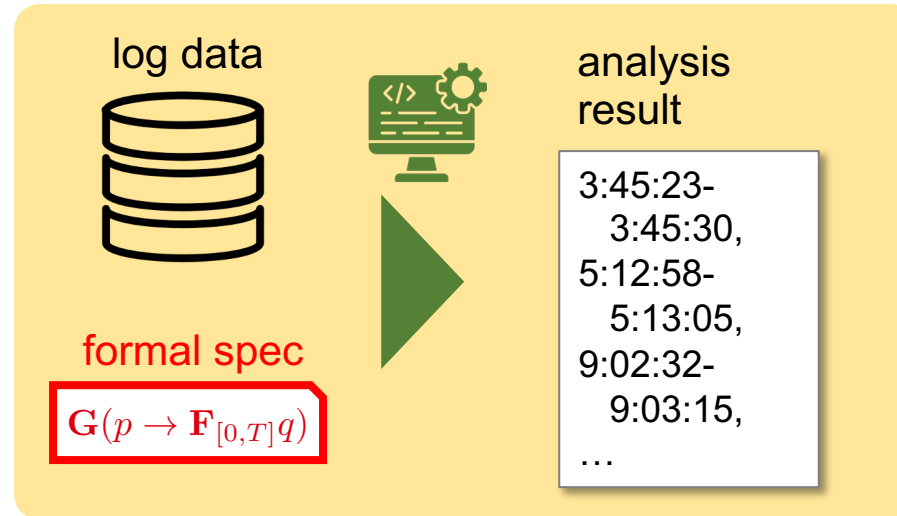 log data
</>
analysis
result
3:45:23-
3:45:30,
5:12:58-
5:13:05,
9:02:32-
9:03:15,
…
formal spec
G(p → F[0,T]q)